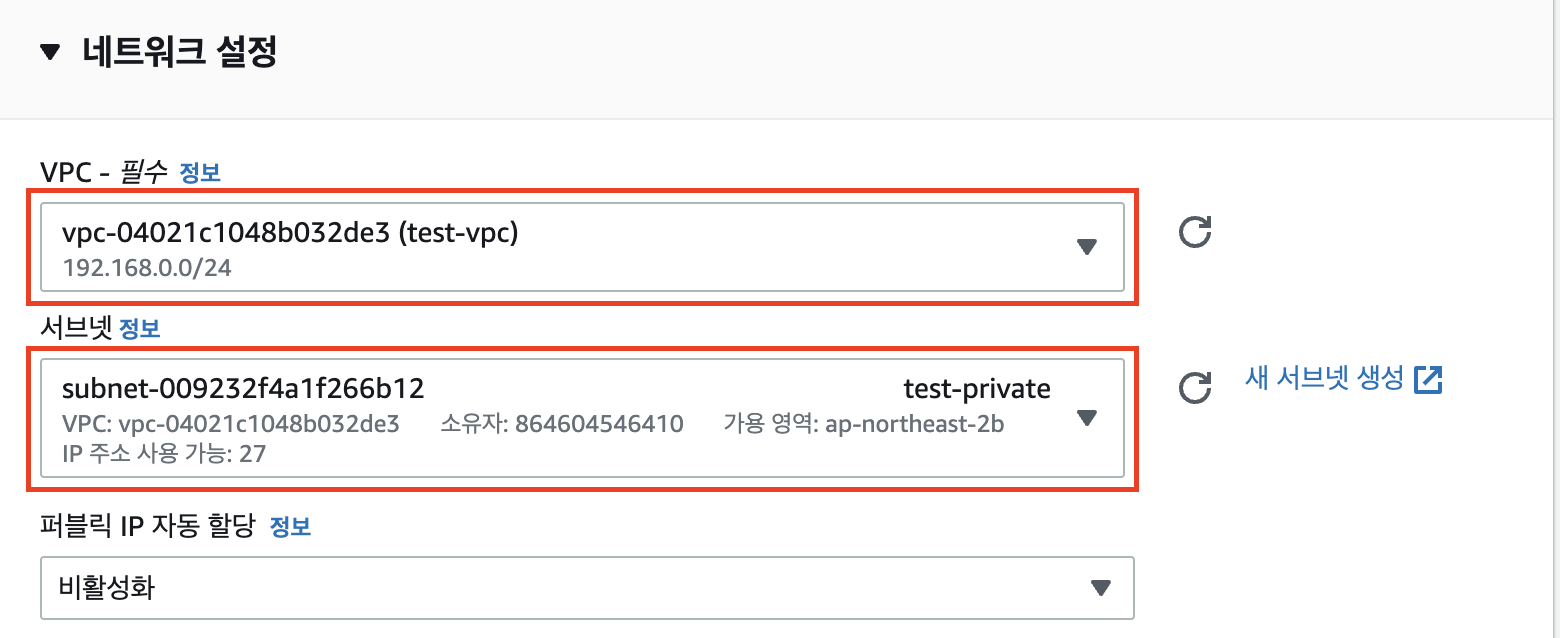 ▼ 네트워크 설정
VPC - 필수 정보
vpc-04021c1048b032de3 (test-vpc)
192.168.0.0/24
서브넷 정보
subnet-009232f4a1f266b12 test-private
VPC: vpc-04021c1048b032de3 소유자: 864604546410 가용 영역: ap-northeast-2b
IP 주소 사용 가능: 27
새 서브넷 생성
퍼블릭 IP 자동 할당 정보
비활성화